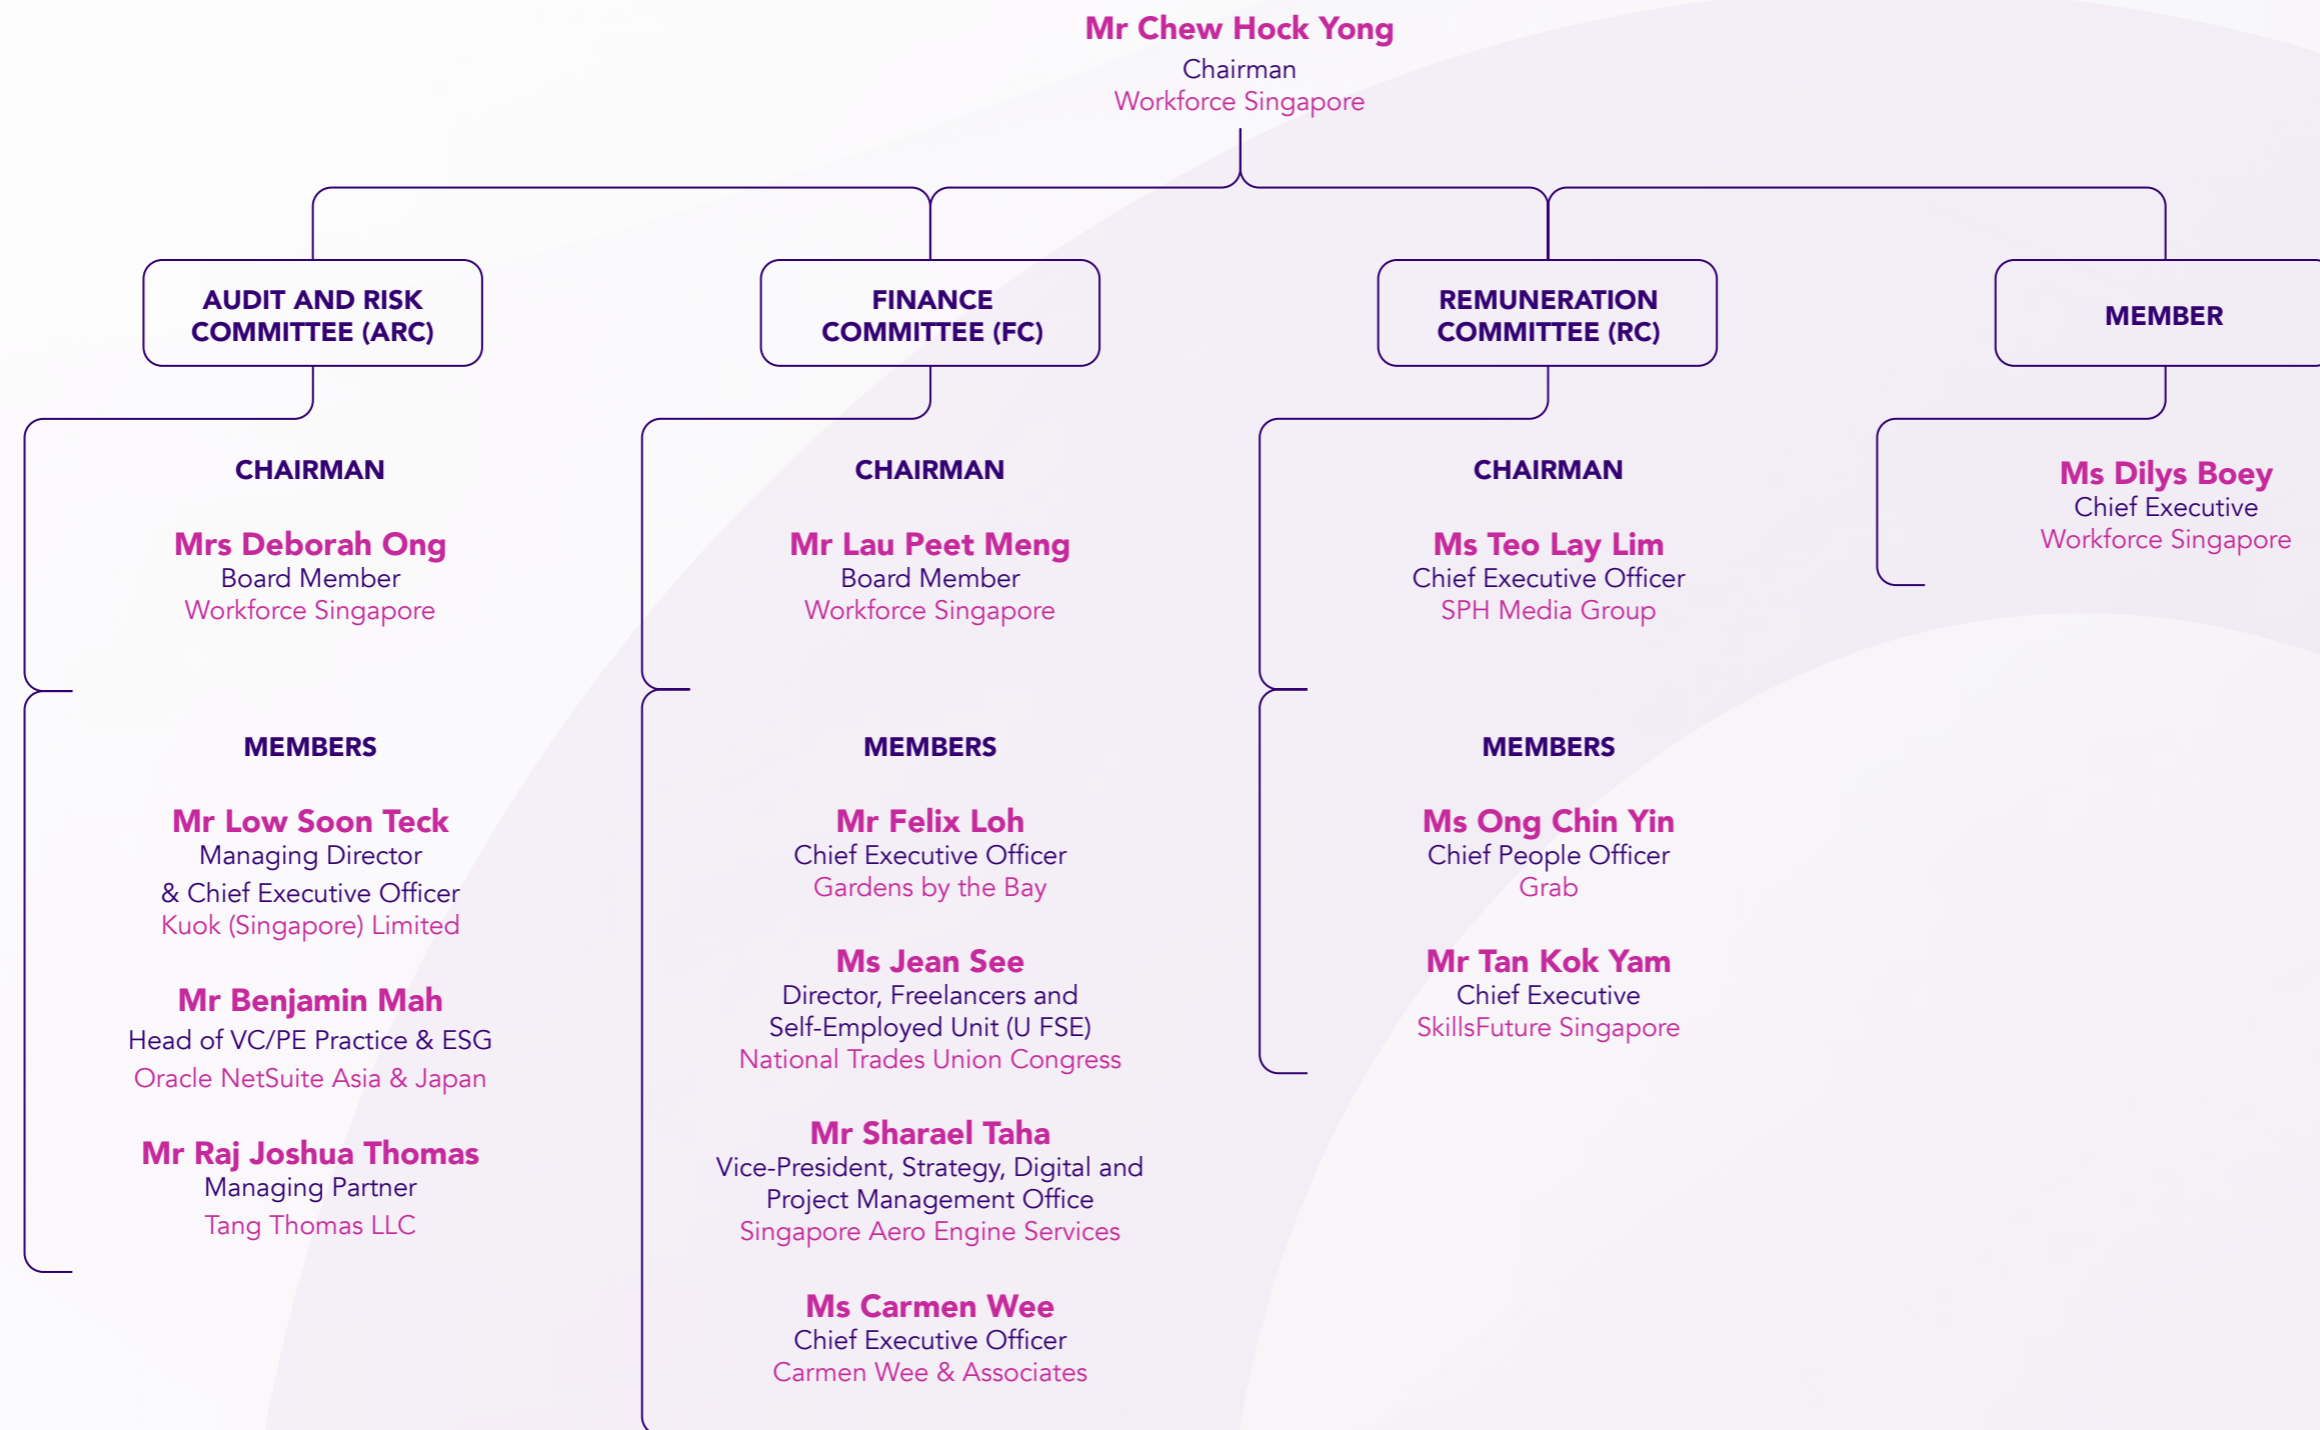 Mr Chew Hock Yong
Chairman
Workforce Singapore
AUDIT AND RISK
COMMITTEE (ARC)
CHAIRMAN
Mrs Deborah Ong
Board Member
Workforce Singapore
MEMBERS
Mr Low Soon Teck
Managing Director
& Chief Executive Officer
Kuok (Singapore) Limited
Mr Benjamin Mah
Head of VC/PE Practice & ESG
Oracle NetSuite Asia & Japan
Mr Raj Joshua Thomas
Managing Partner
Tang Thomas LLC
FINANCE
COMMITTEE (FC)
CHAIRMAN
Mr Lau Peet Meng
Board Member
Workforce Singapore
MEMBERS
Mr Felix Loh
Chief Executive Officer
Gardens by the Bay
Ms Jean See
Director, Freelancers and
Self-Employed Unit (U FSE)
National Trades Union Congress
Mr Sharael Taha
Vice-President, Strategy, Digital and
Project Management Office
Singapore Aero Engine Services
Ms Carmen Wee
Chief Executive Officer
Carmen Wee & Associates
REMUNERATION
COMMITTEE (RC)
CHAIRMAN
Ms Teo Lay Lim
Chief Executive Officer
SPH Media Group
MEMBERS
Ms Ong Chin Yin
Chief People Officer
Grab
Mr Tan Kok Yam
Chief Executive
SkillsFuture Singapore
MEMBER
Ms Dilys Boey
Chief Executive
Workforce Singapore